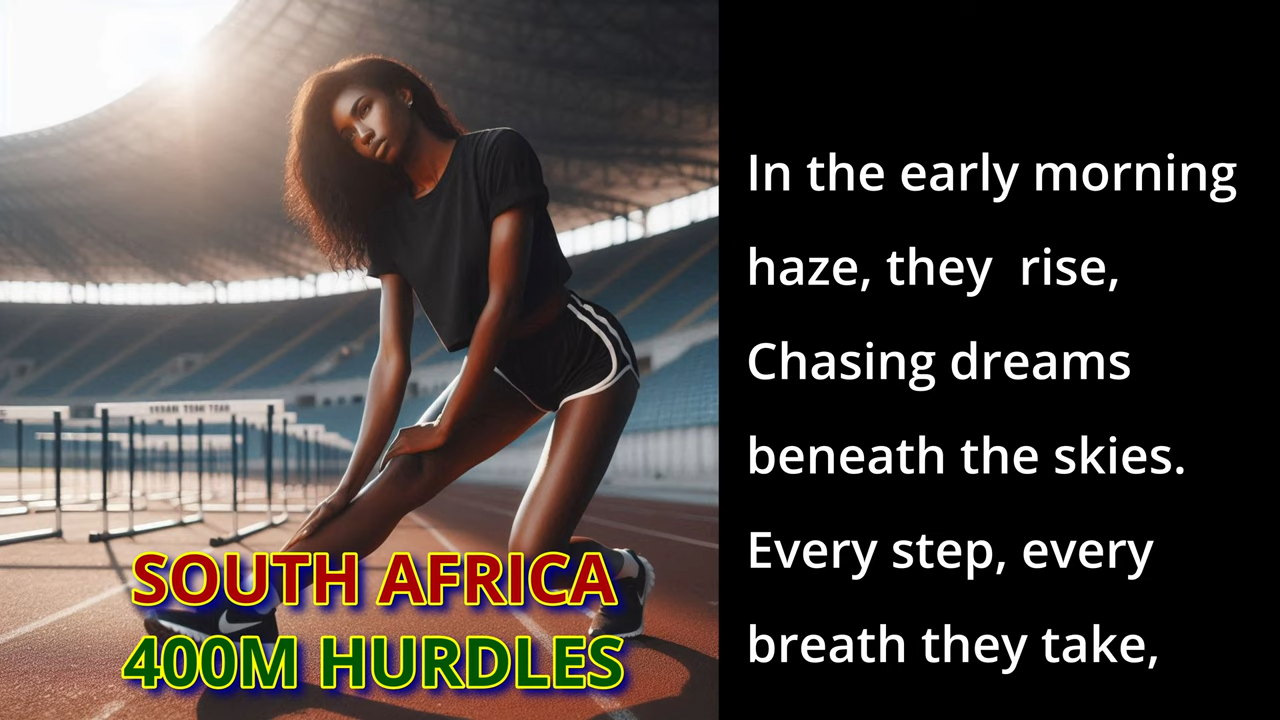 SOUTH AFRICA
400M HURDLES
In the early morning
haze, they rise,
Chasing dreams
beneath the skies.
Every step, every
breath they take,